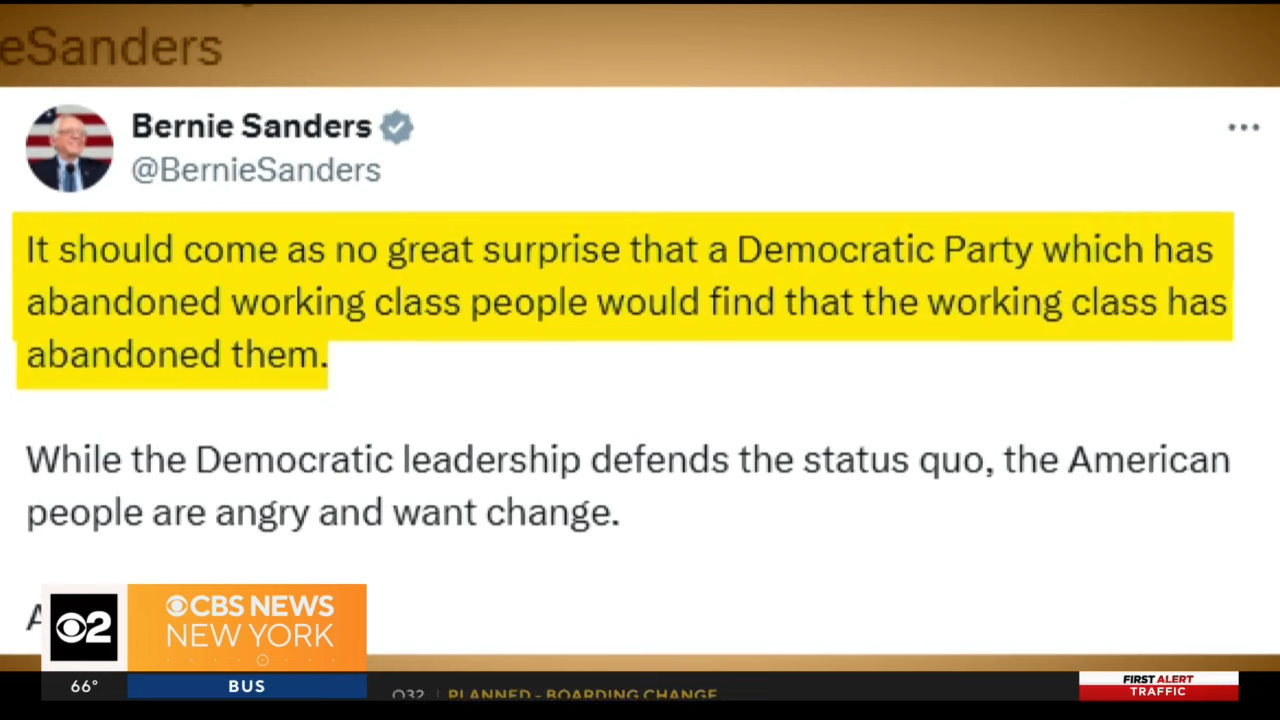 eSanders
Bernie Sanders
@BernieSanders
It should come as no great surprise that a Democratic Party which has
abandoned working class people would find that the working class has
abandoned them.
While the Democratic leadership defends the status quo, the American
people are angry and want change.
A
2
CBS NEWS
NEW YORK
66°
BUS
Q32 | PLANNED - BOARDING CHANGE
FIRST ALERT
TRAFFIC